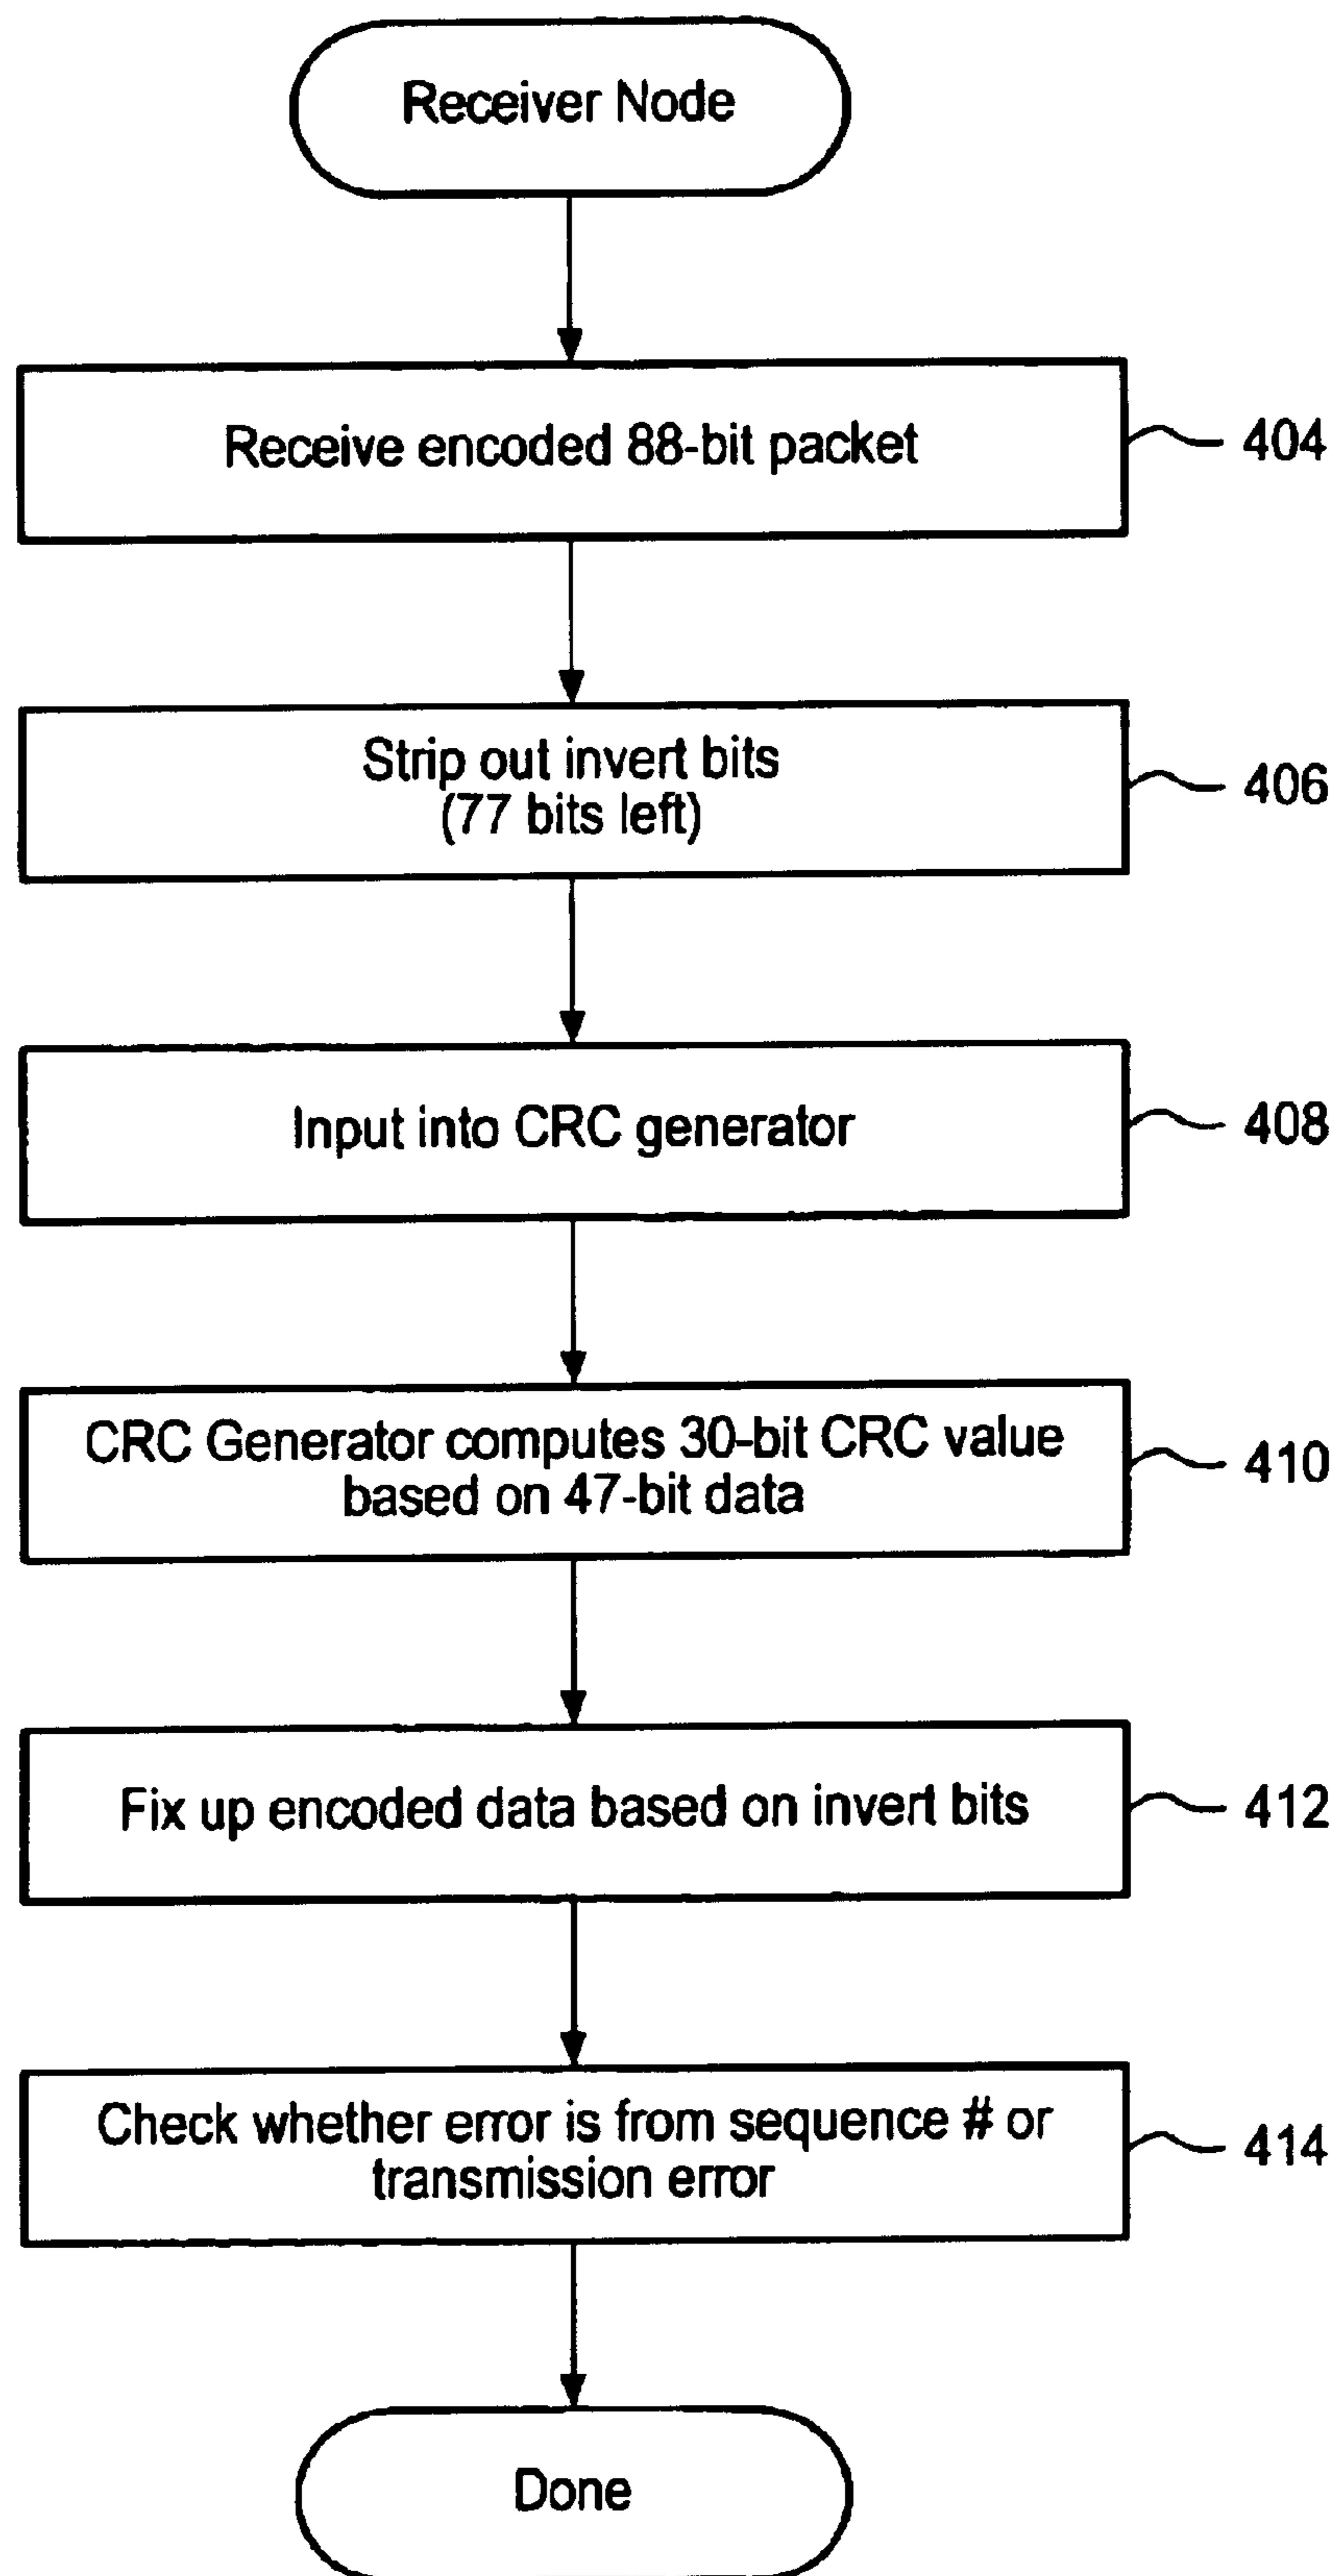 Receiver Node
Receive encoded 88-bit packet
404
Strip out invert bits
(77 bits left)
406
Input into CRC generator
408
CRC Generator computes 30-bit CRC value
based on 47-bit data
410
Fix up encoded data based on invert bits
412
Check whether error is from sequence # or
transmission error
414
Done